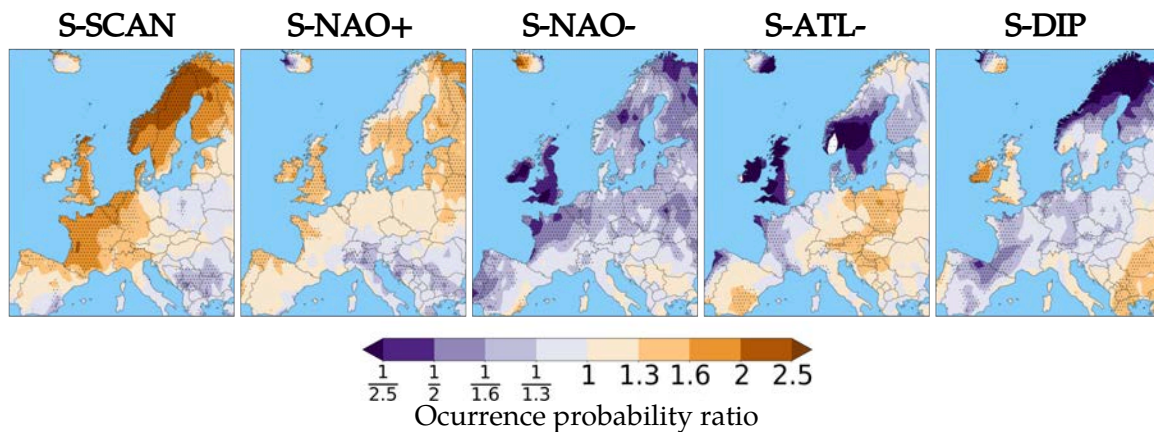 S-SCAN S-NAO+ S-NAO- S-ATL- S-DIP
1/2.5 1/2 1/1.6 1/1.3 1 1.3 1.6 2 2.5
Ocurrence probability ratio